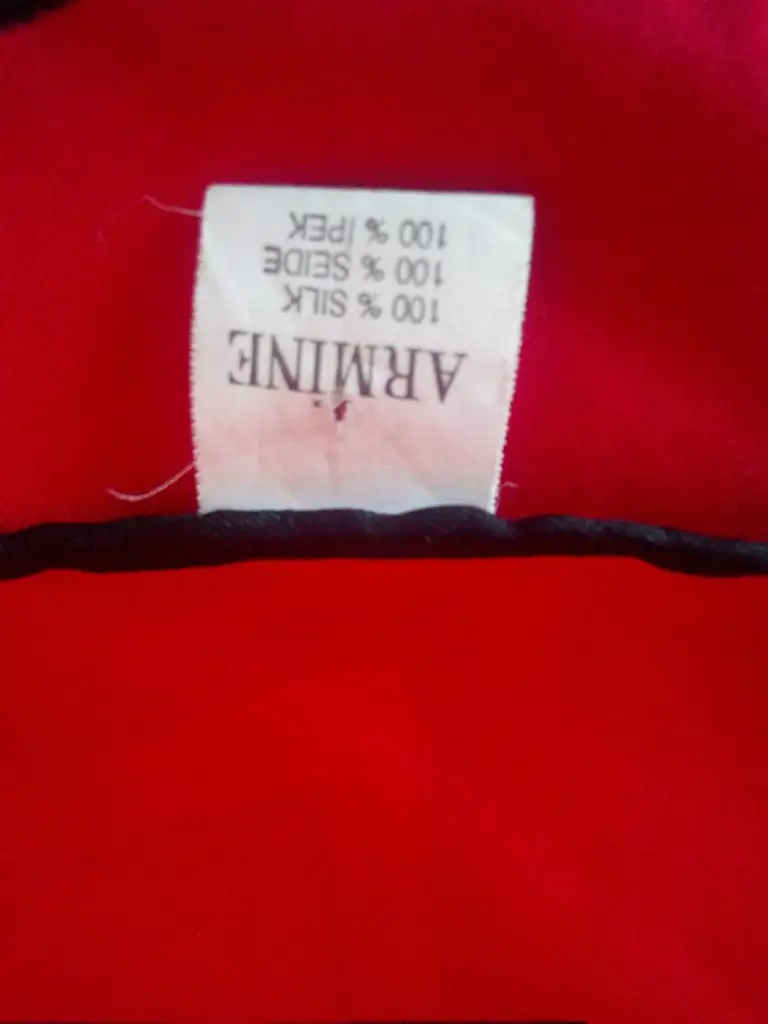 ARMİNE
100 % SILK
100 % SEIDE
100 % İPEK